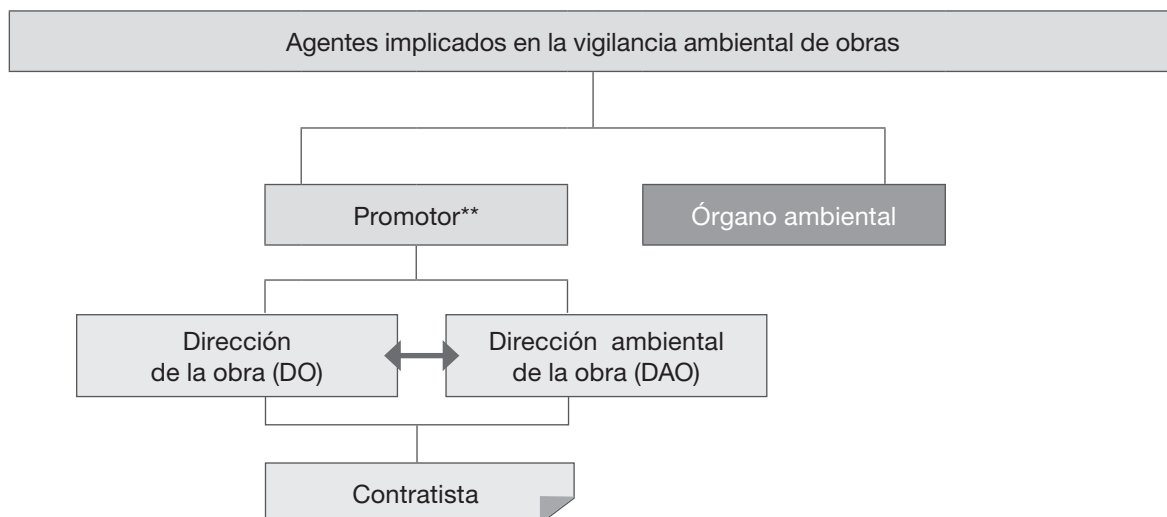 Agentes implicados en la vigilancia ambiental de obras
Promotor**
Órgano ambiental
Dirección
de la obra (DO)
Dirección ambiental
de la obra (DAO)
Contratista